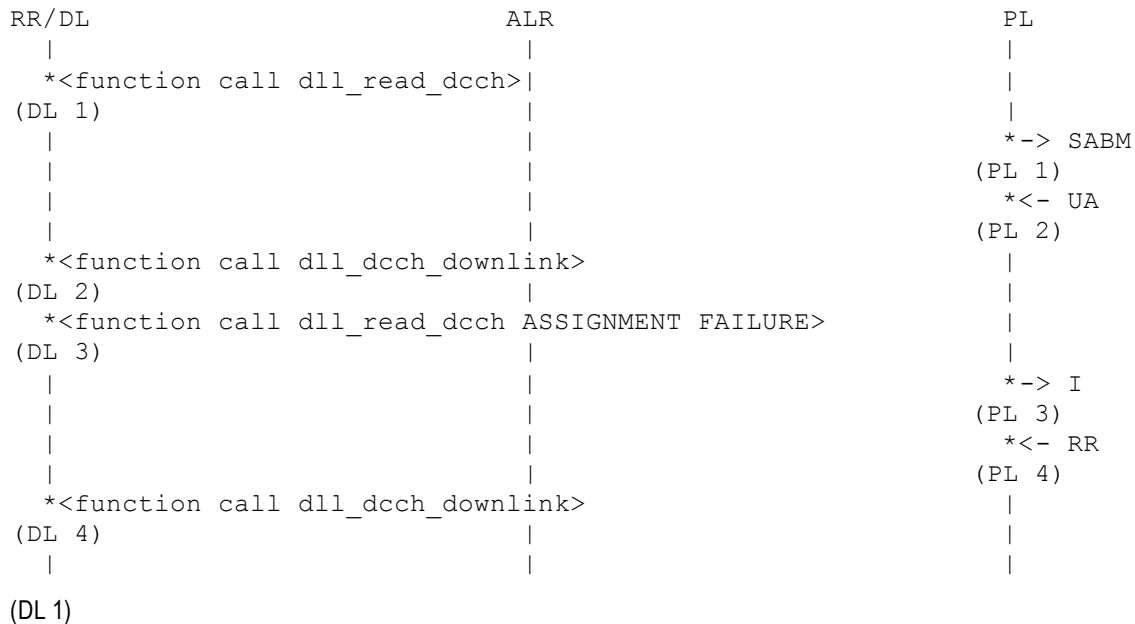 RR/DL                            ALR                            PL
  |                               |                              |
  *<function call dll_read_dcch>|                              |
(DL 1)                            |                              |
  |                               |                              *-> SABM
  |                               |                            (PL 1)
  |                               |                              *<- UA
  |                               |                            (PL 2)
  *<function call dll_dcch_downlink>                             |
(DL 2)                            |                              |
  *<function call dll_read_dcch ASSIGNMENT FAILURE>              |
(DL 3)                            |                              |
  |                               |                              *-> I
  |                               |                            (PL 3)
  |                               |                              *<- RR
  |                               |                            (PL 4)
  *<function call dll_dcch_downlink>                             |
(DL 4)                            |                              |
  |                               |                              |
(DL 1)